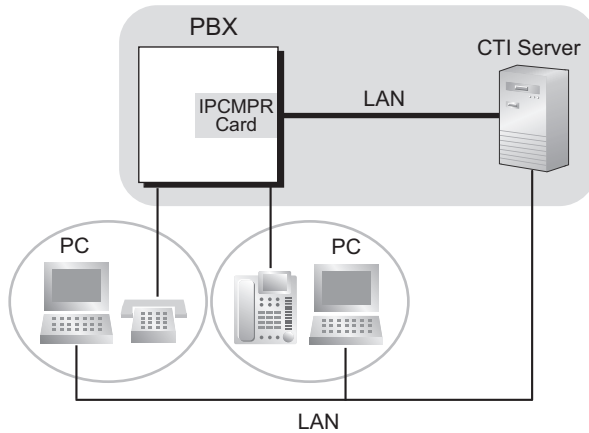 PBX
CTI Server
IPCMPR
Card
LAN
PC
PC
LAN